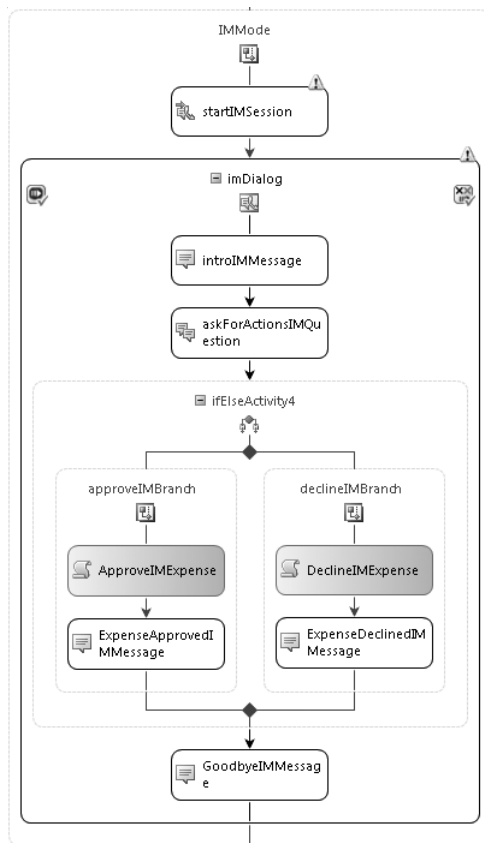 IMMode
startIMSession
imDialog
introIMMessage
askForActionsIMQu
estion
ifElseActivity4
approveIMBranch
declineIMBranch
ApproveIMExpense
DeclineIMExpense
ExpenseApprovedI
MMessage
ExpenseDeclinedIM
Message
GoodbyeIMMessag
e